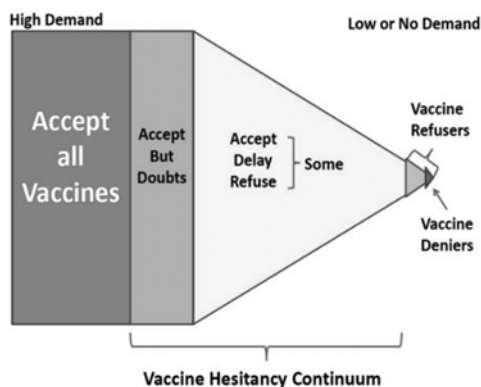 High Demand
Low or No Demand
Accept
all
Vaccines
Accept
But
Doubts
Accept
Delay
Refuse
Some
Vaccine
Refusers
Vaccine
Deniers
Vaccine Hesitancy Continuum